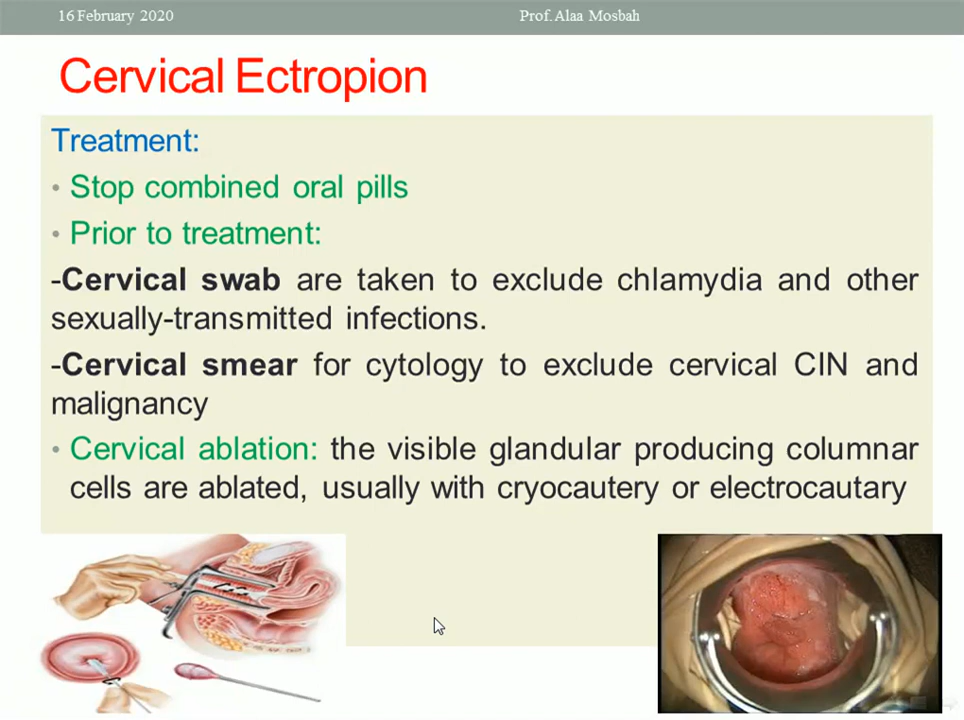 16 February 2020
Prof. Alaa Mosbah
Cervical Ectropion
Treatment:
• Stop combined oral pills
• Prior to treatment:
-Cervical swab are taken to exclude chlamydia and other
sexually-transmitted infections.
-Cervical smear for cytology to exclude cervical CIN and
malignancy
• Cervical ablation: the visible glandular producing columnar
cells are ablated, usually with cryocautery or electrocautary